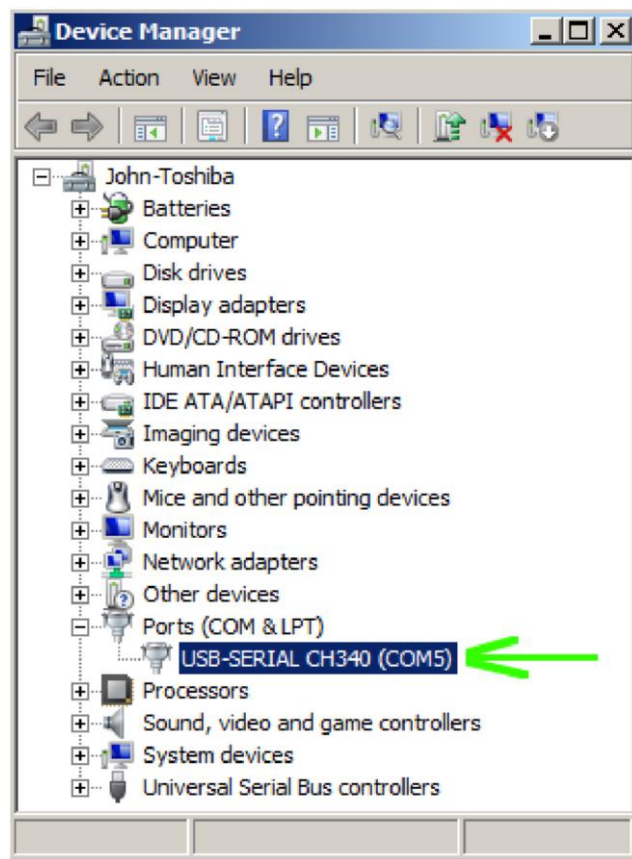 Device Manager
File Action View Help
John-Toshiba
Batteries
Computer
Disk drives
Display adapters
DVD/CD-ROM drives
Human Interface Devices
IDE ATA/ATAPI controllers
Imaging devices
Keyboards
Mice and other pointing devices
Monitors
Network adapters
Other devices
Ports (COM & LPT)
USB-SERIAL CH340 (COM5)
Processors
Sound, video and game controllers
System devices
Universal Serial Bus controllers